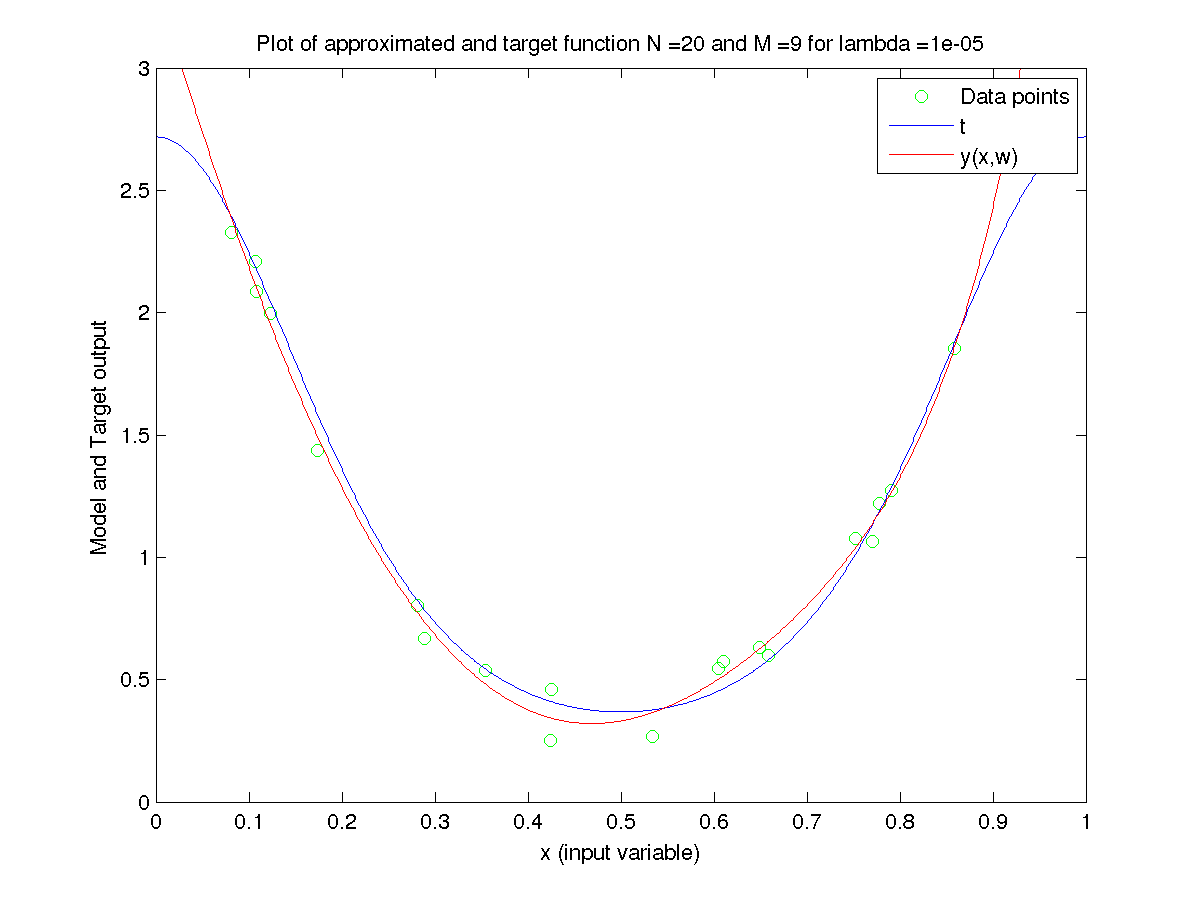 Plot of approximated and target function N =20 and M =9 for lambda =1e-05
3
2.5
2
1.5
1
0.5
0
Model and Target output
Data points
t
y(x,w)
0 0.1 0.2 0.3 0.4 0.5 0.6 0.7 0.8 0.9 1
x (input variable)